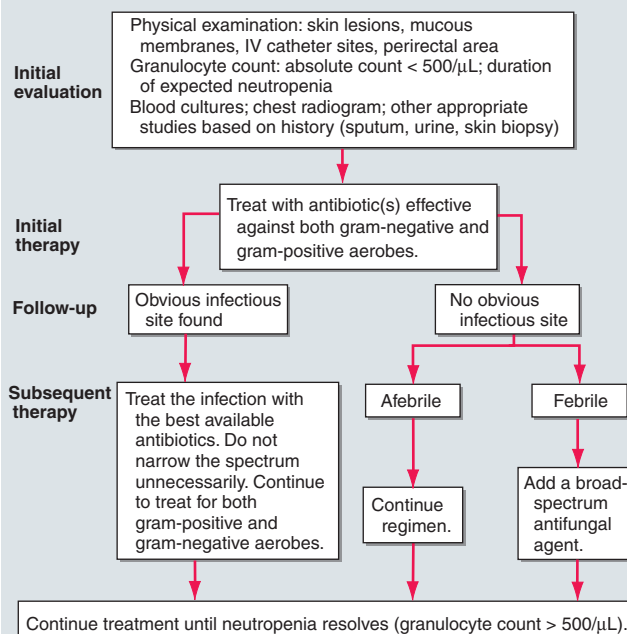 Initial
evaluation
Physical examination: skin lesions, mucous
membranes, IV catheter sites, perirectal area
Granulocyte count: absolute count < 500/μL; duration
of expected neutropenia
Blood cultures; chest radiogram; other appropriate
studies based on history (sputum, urine, skin biopsy)
Initial
therapy
Treat with antibiotic(s) effective
against both gram-negative and
gram-positive aerobes.
Follow-up
Obvious infectious
site found
No obvious
infectious site
Subsequent
therapy
Treat the infection with
the best available
antibiotics. Do not
narrow the spectrum
unnecessarily. Continue
to treat for both
gram-positive and
gram-negative aerobes.
Afebrile
Febrile
Continue
regimen.
Add a broad-
spectrum
antifungal
agent.
Continue treatment until neutropenia resolves (granulocyte count > 500/μL).